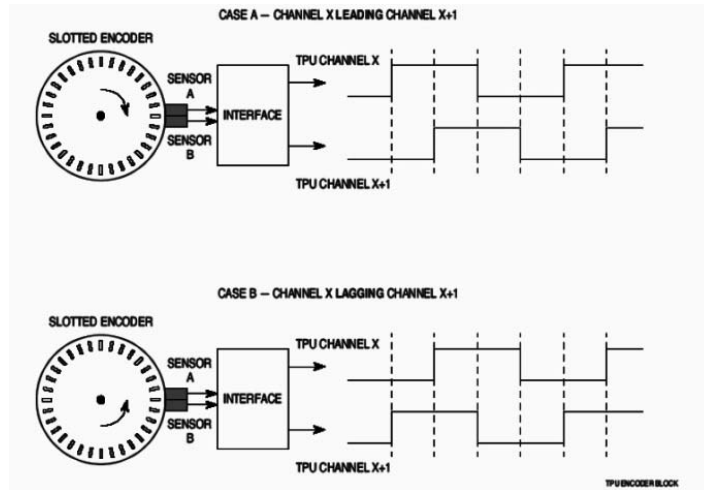 CASE A – CHANNEL X LEADING CHANNEL X+1
SLOTTED ENCODER
SENSOR
A
SENSOR
B
INTERFACE
TPU CHANNEL X
TPU CHANNEL X+1
CASE B – CHANNEL X LAGGING CHANNEL X+1
SLOTTED ENCODER
SENSOR
A
SENSOR
B
INTERFACE
TPU CHANNEL X
TPU CHANNEL X+1
TPU ENCODER BLOCK